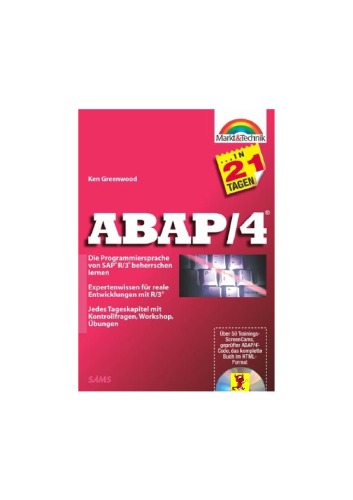 Markt&Technik
...IN
21
TAGEN
Ken Greenwood
ABAP/4®
Die Programmiersprache
von SAP® R/3® beherrschen
lernen
Expertenwissen für reale
Entwicklungen mit R/3®
Jedes Tageskapitel mit
Kontrollfragen, Workshop,
Übungen
Über 50 Trainings-
ScreenCams,
geprüfter ABAP/4-
Code, das komplette
Buch im HTML-
Format
SAMS